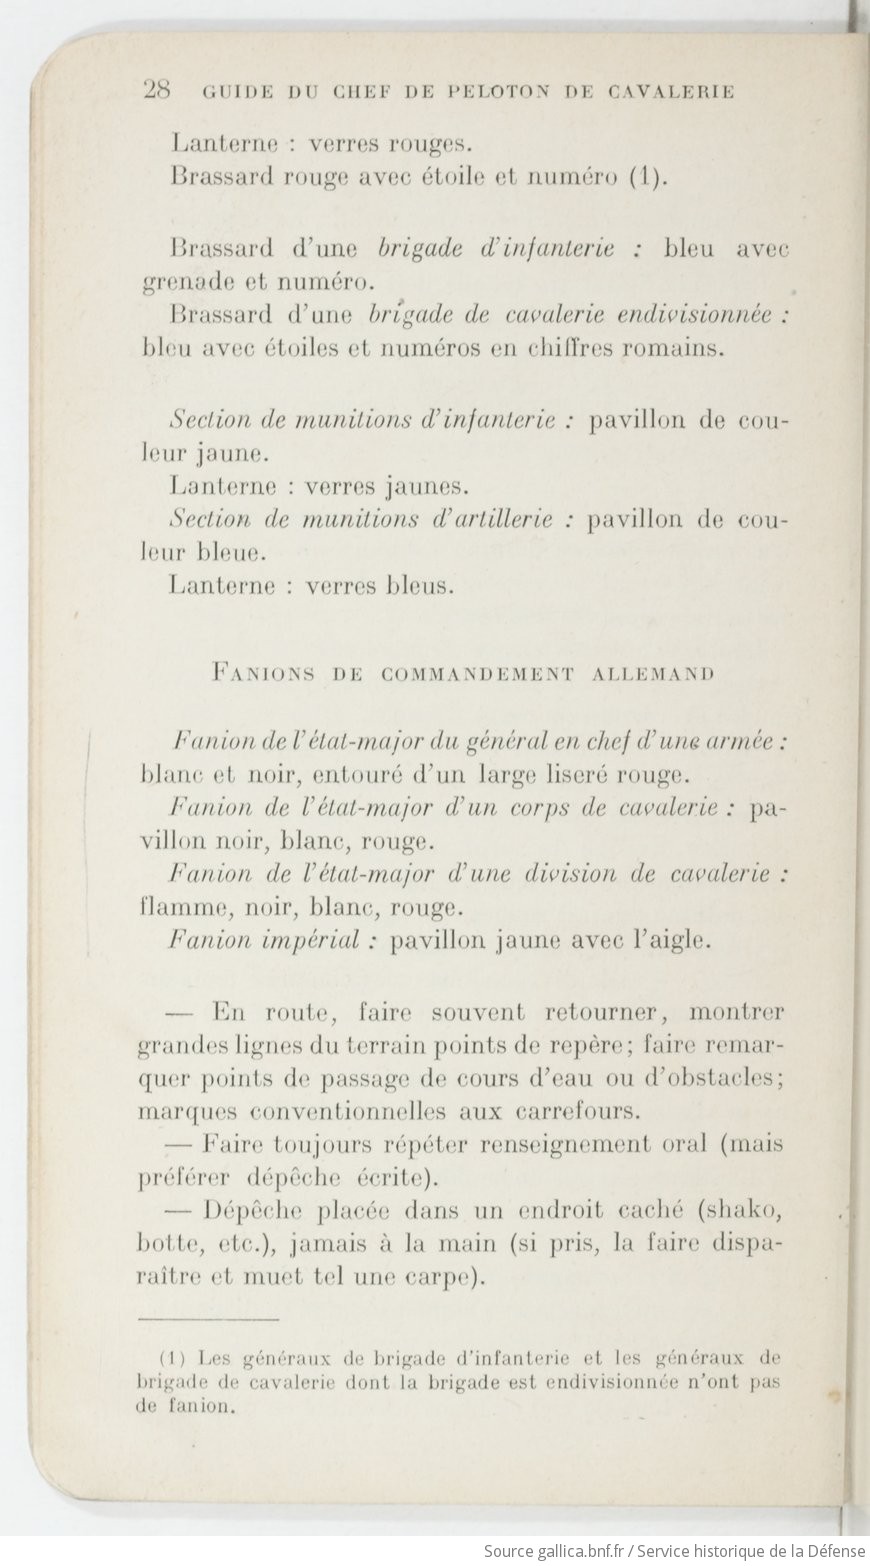 28 GUIDE DU CHEF DE PELOTON DE CAVALERIE
Lanterne : verres rouges.
Brassard rouge avec étoile et numéro (1).
Brassard d'une brigade d'infanterie : bleu avec
grenade et numéro.
Brassard d'une brigade de cavalerie endivisionnée :
bleu avec étoiles et numéros en chiffres romains.
Section de munitions d'infanterie : pavillon de cou-
leur jaune.
Lanterne : verres jaunes.
Section de munitions d'artillerie : pavillon de cou-
leur bleue.
Lanterne : verres bleus.
FANIONS DE COMMANDEMENT ALLEMAND
Fanion de l'état-major du général en chef d'une armée :
blanc et noir, entouré d'un large liseré rouge.
Fanion de l'état-major d'un corps de cavalerie : pa-
villon noir, blanc, rouge.
Fanion de l'état-major d'une division de cavalerie :
flamme, noir, blanc, rouge.
Fanion impérial : pavillon jaune avec l'aigle.
— En route, faire souvent retourner, montrer
grandes lignes du terrain points de repère; faire remar-
quer points de passage de cours d'eau ou d'obstacles;
marques conventionnelles aux carrefours.
— Faire toujours répéter renseignement oral (mais
préférer dépêche écrite).
— Dépêche placée dans un endroit caché (shako,
botte, etc.), jamais à la main (si pris, la faire dispa-
raître et muet tel une carpe).
(1) Les généraux de brigade d'infanterie et les généraux de
brigade de cavalerie dont la brigade est endivisionnée n'ont pas
de fanion.
Source gallica.bnf.fr / Service historique de la Défense